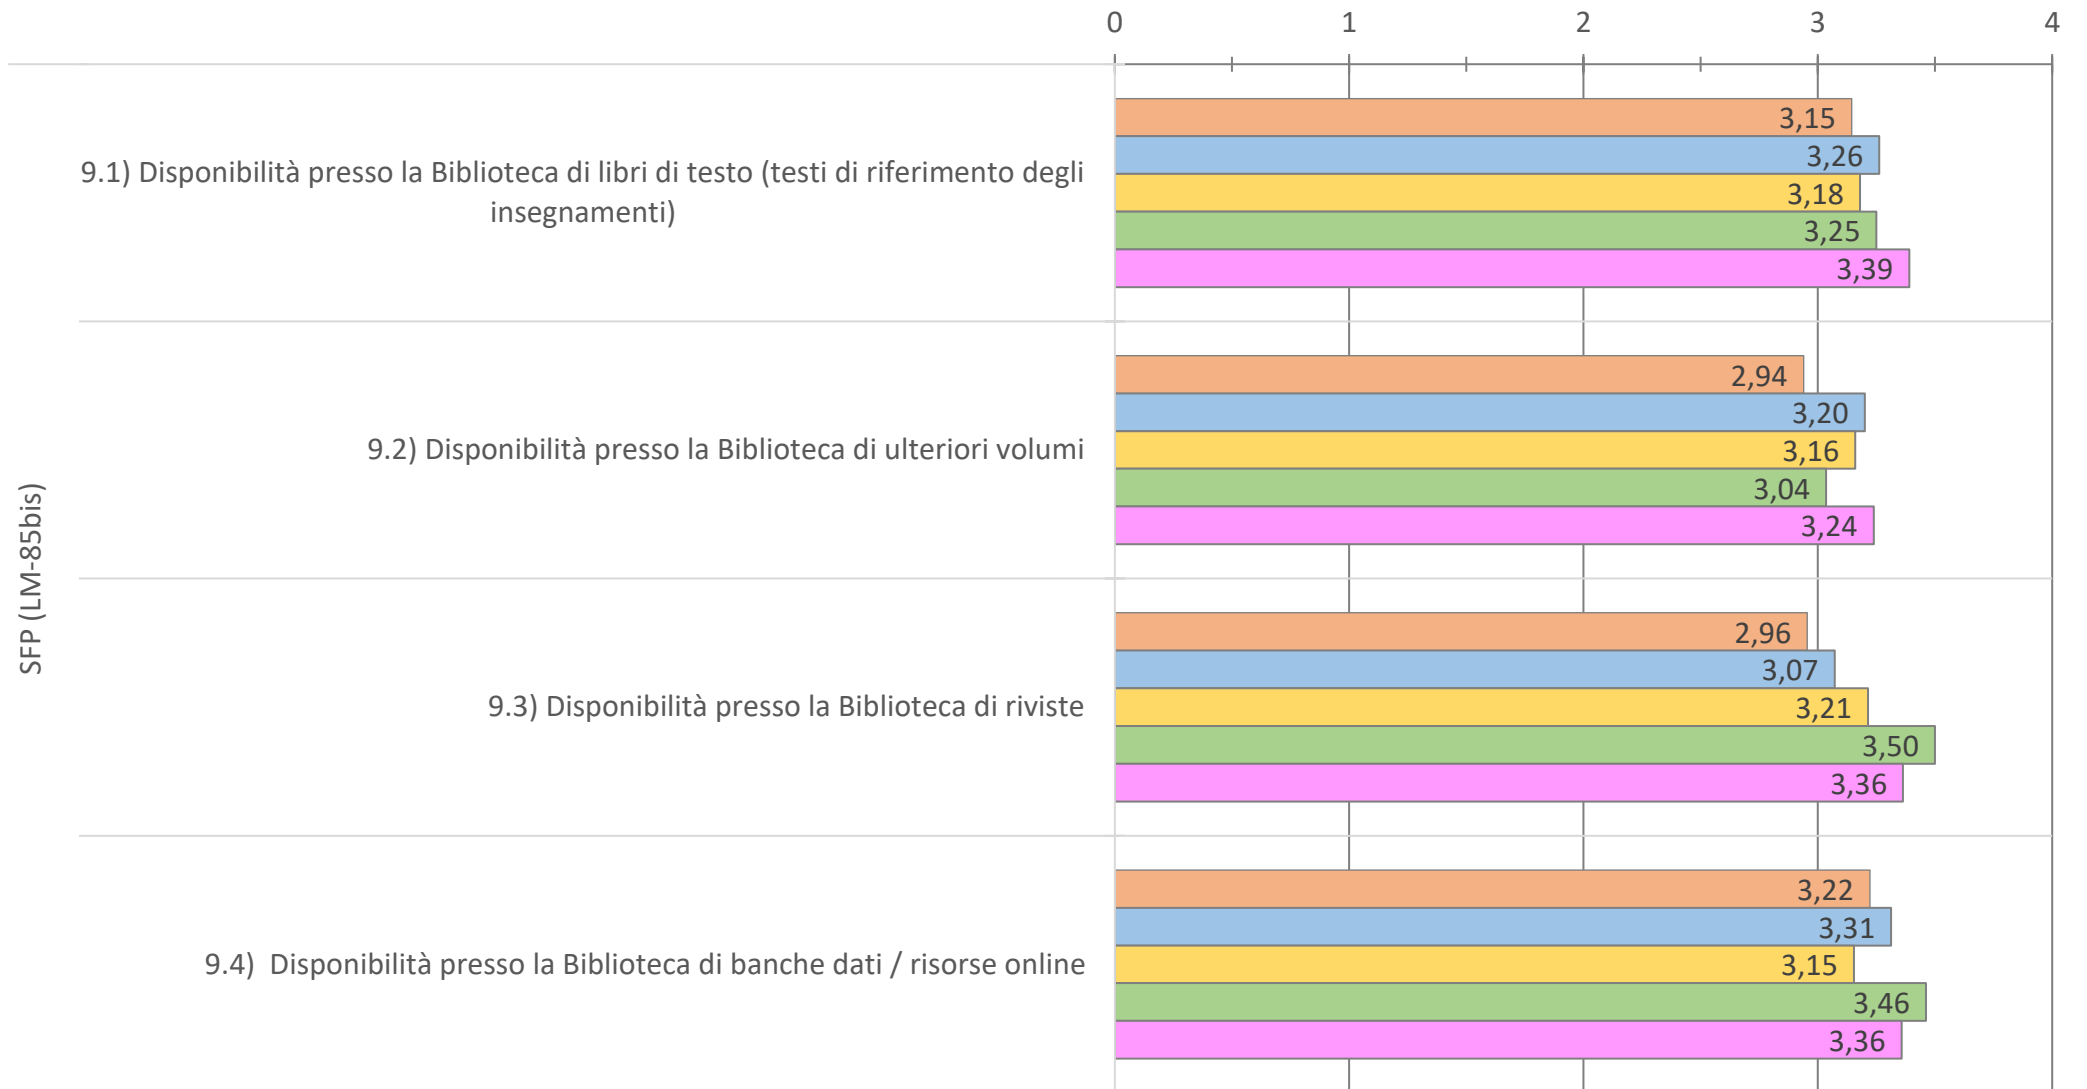 0 1 2 3 4
SFP (LM-85bis)
9.1) Disponibilità presso la Biblioteca di libri di testo (testi di riferimento degli
insegnamenti)
3,15
3,26
3,18
3,25
3,39
9.2) Disponibilità presso la Biblioteca di ulteriori volumi
2,94
3,20
3,16
3,04
3,24
9.3) Disponibilità presso la Biblioteca di riviste
2,96
3,07
3,21
3,50
3,36
9.4) Disponibilità presso la Biblioteca di banche dati / risorse online
3,22
3,31
3,15
3,46
3,36